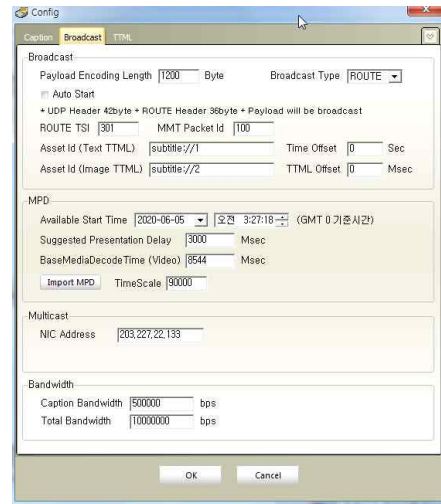 Config
Caption Broadcast TTML
Broadcast
Payload Encoding Length 1200 Byte Broadcast Type ROUTE
Auto Start
+ UDP Header 42byte + ROUTE Header 36byte + Payload will be broadcast
ROUTE TSI 301 MMT Packet Id 100
Asset Id (Text TTML) subtitle://1 Time Offset 0 Sec
Asset Id (Image TTML) subtitle://2 TTML Offset 0 Msec
MPD
Available Start Time 2020-06-05 오전 3:27:18 (GMT 0 기준시간)
Suggested Presentation Delay 3000 Msec
BaseMediaDecodeTime (Video) 8544 Msec
Import MPD TimeScale 90000
Multicast
NIC Address 203,227,22,133
Bandwidth
Caption Bandwidth 500000 bps
Total Bandwidth 10000000 bps
OK Cancel